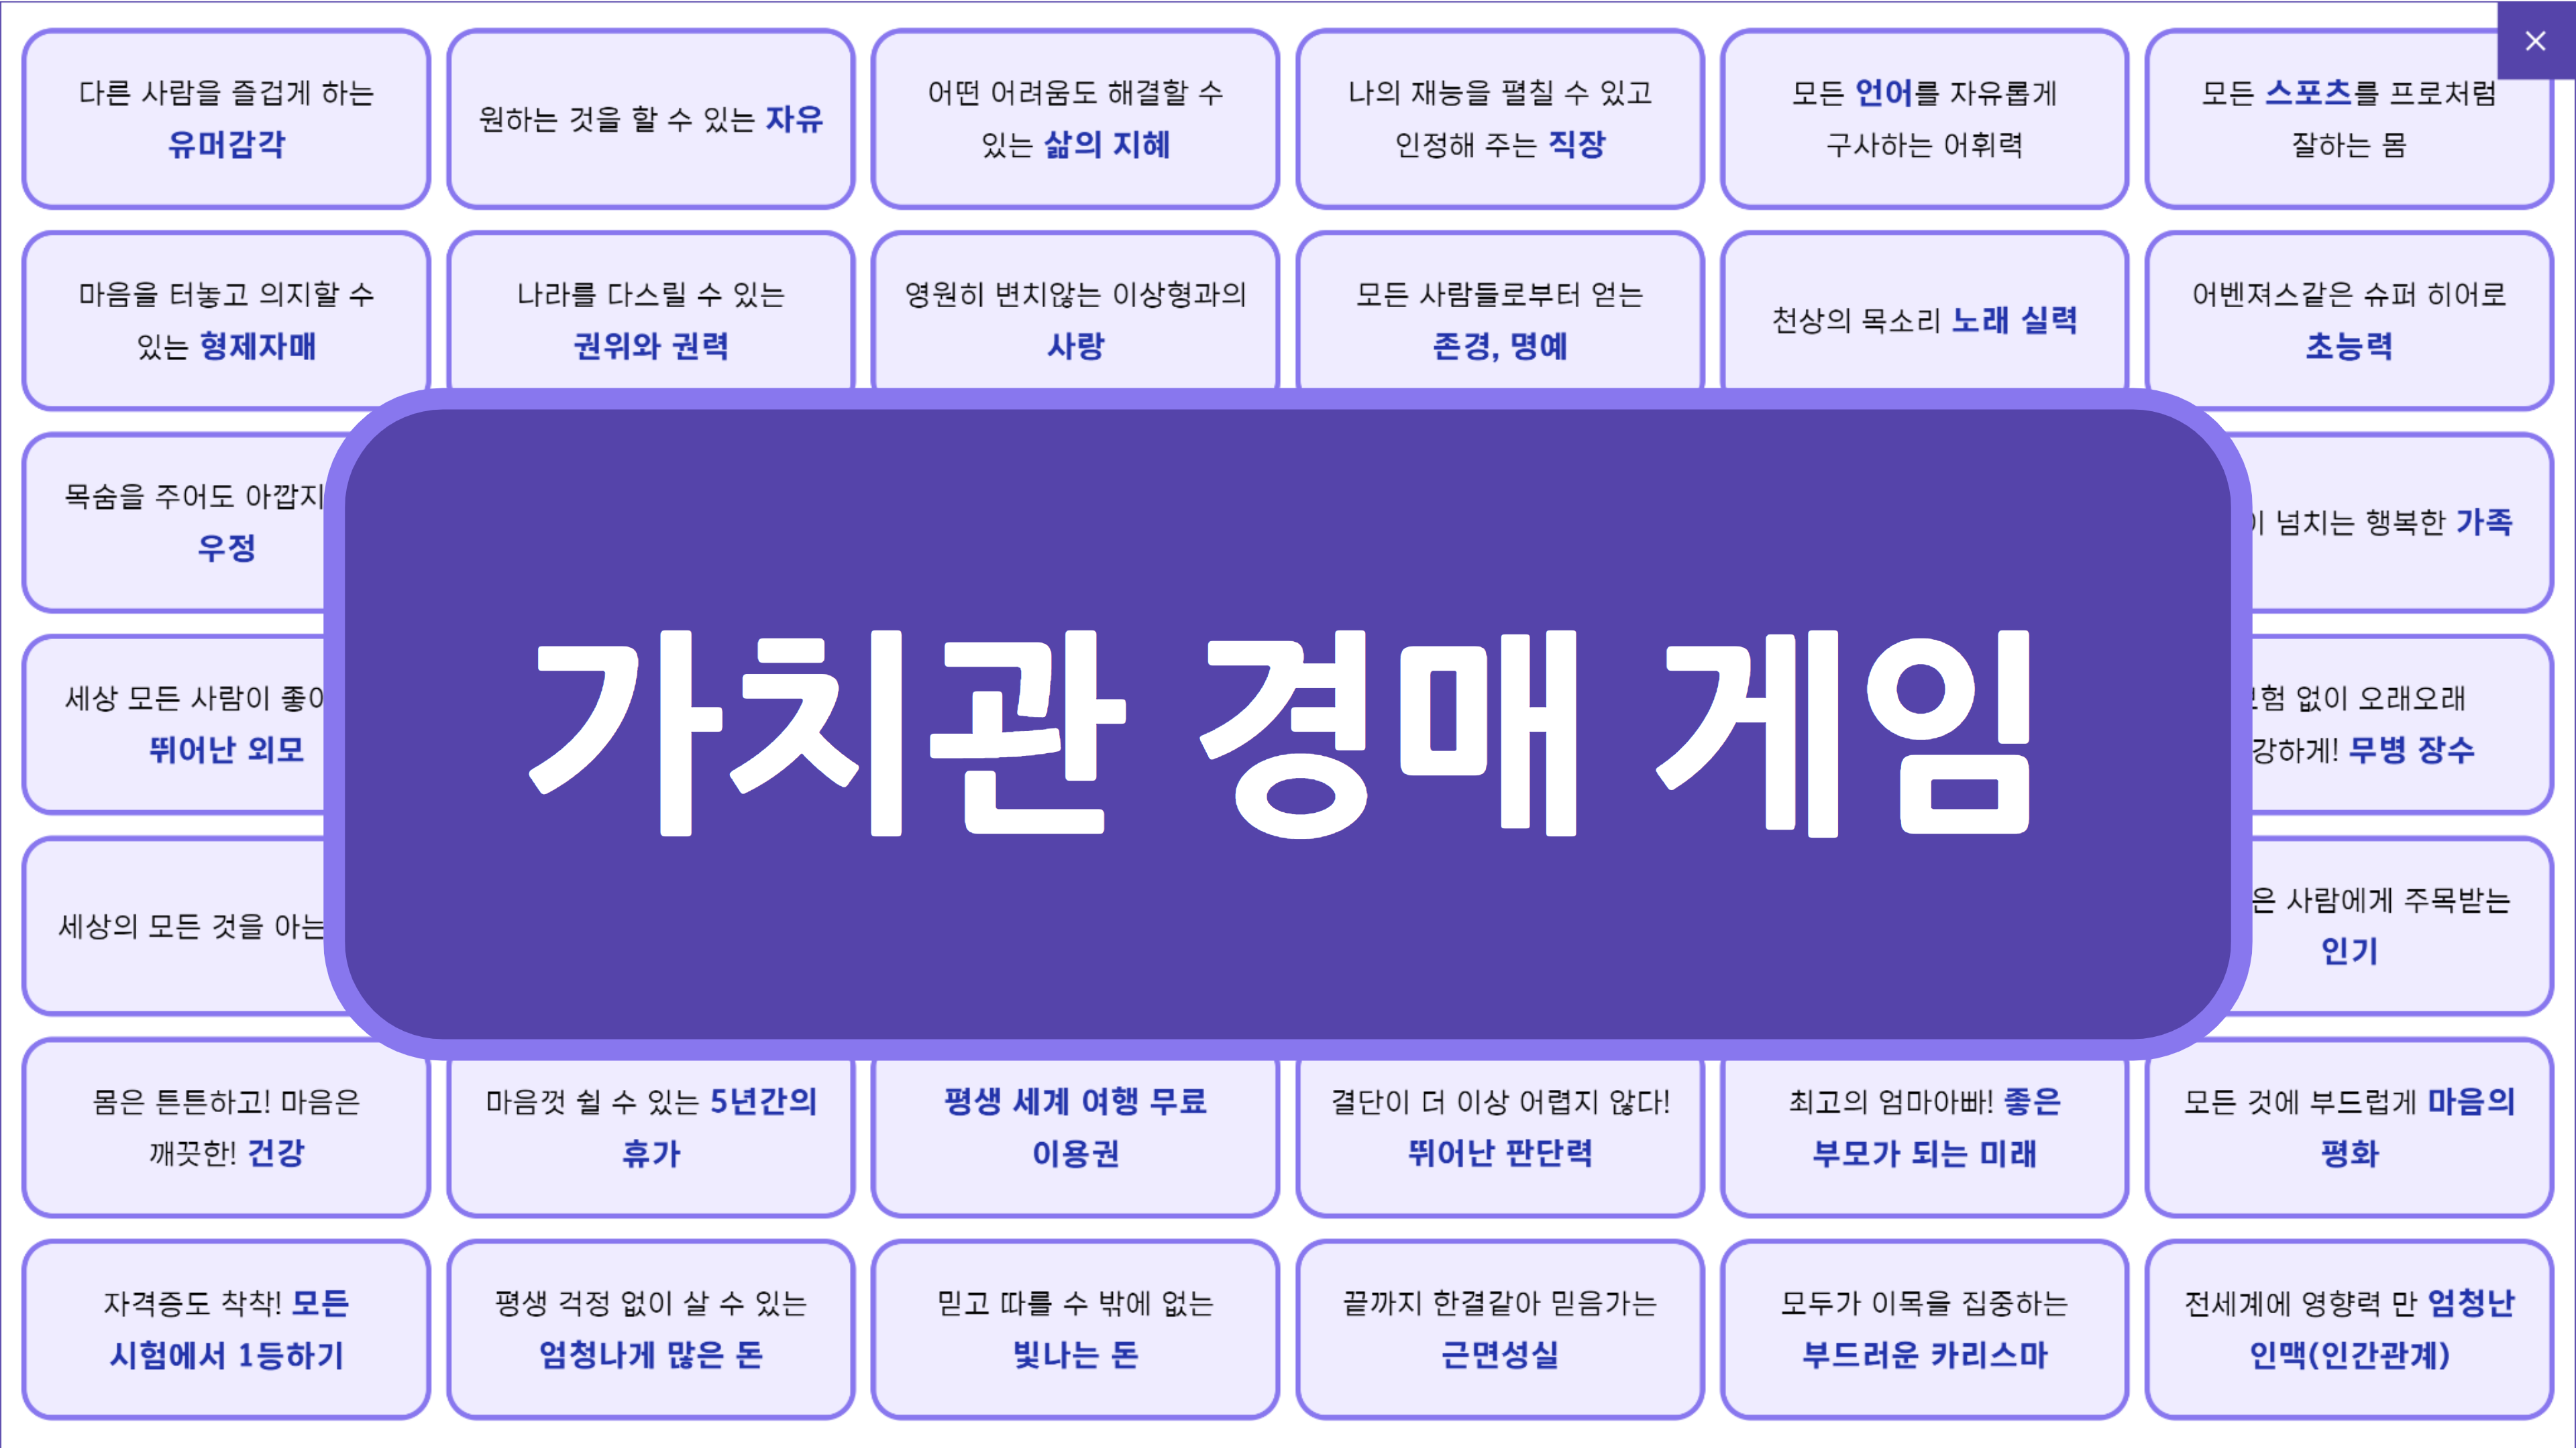 다른 사람을 즐겁게 하는
유머감각
원하는 것을 할 수 있는 자유
어떤 어려움도 해결할 수
있는 삶의 지혜
나의 재능을 펼칠 수 있고
인정해 주는 직장
모든 언어를 자유롭게
구사하는 어휘력
모든 스포츠를 프로처럼
잘하는 몸
마음을 터놓고 의지할 수
있는 형제자매
나라를 다스릴 수 있는
권위와 권력
영원히 변치않는 이상형과의
사랑
모든 사람들로부터 얻는
존경, 명예
천상의 목소리 노래 실력
어벤져스같은 슈퍼 히어로
초능력
목숨을 주어도 아깝지
우정
넘치는 행복한 가족
가치관 경매 게임
세상 모든 사람이 좋아
뛰어난 외모
없이 오래오래
강하게! 무병 장수
세상의 모든 것을 아는
은 사람에게 주목받는
인기
몸은 튼튼하고! 마음은
깨끗한! 건강
마음껏 쉴 수 있는 5년간의
휴가
평생 세계 여행 무료
이용권
결단이 더 이상 어렵지 않다!
뛰어난 판단력
최고의 엄마아빠! 좋은
부모가 되는 미래
모든 것에 부드럽게 마음의
평화
자격증도 착착! 모든
시험에서 1등하기
평생 걱정 없이 살 수 있는
엄청나게 많은 돈
믿고 따를 수 밖에 없는
빛나는 돈
끝까지 한결같아 믿음가는
근면성실
모두가 이목을 집중하는
부드러운 카리스마
전세계에 영향력 만 엄청난
인맥(인간관계)